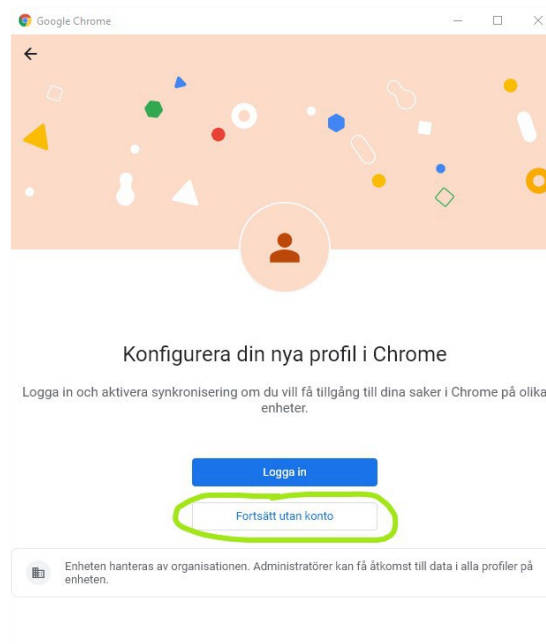 Google Chrome
Konfigurera din nya profil i Chrome
Logga in och aktivera synkronisering om du vill få tillgång till dina saker i Chrome på olika
enheter.
Logga in
Fortsätt utan konto
Enheten hanteras av organisationen. Administratörer kan få åtkomst till data i alla profiler på
enheten.